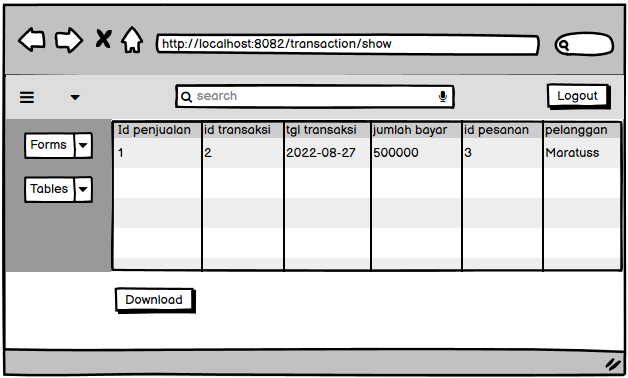 http://localhost:8082/transaction/show
search
Logout
Forms
Tables
Id penjualan id transaksi tgl transaksi jumlah bayar id pesanan pelanggan
1 2 2022-08-27 500000 3 Maratuss
Download